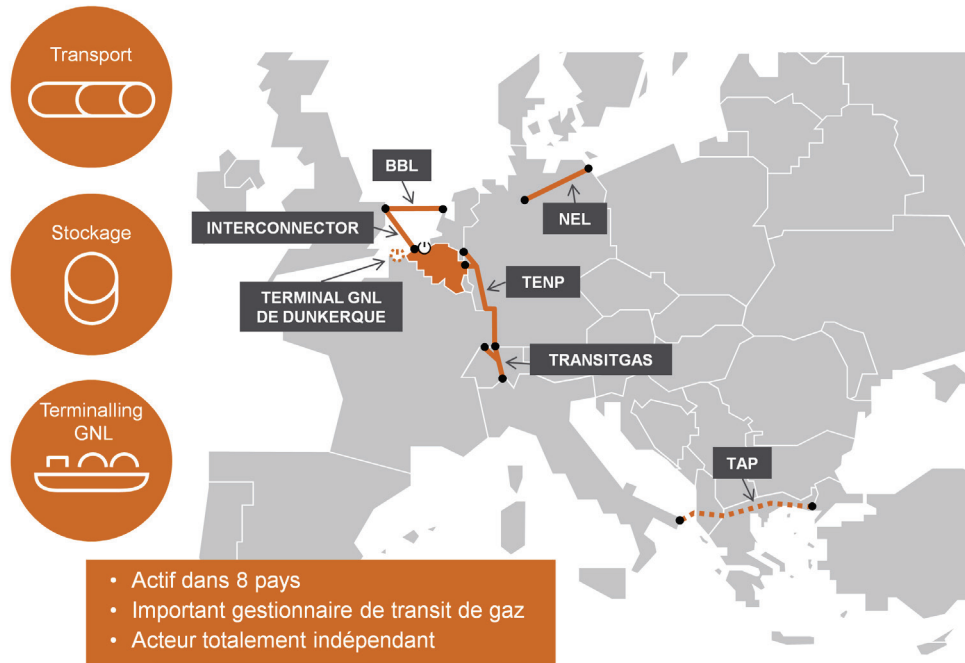 Transport
Stockage
Terminalling
GNL
BBL
INTERCONNECTOR
TERMINAL GNL
DE DUNKERQUE
NEL
TENP
TRANSITGAS
TAP
• Actif dans 8 pays
• Important gestionnaire de transit de gaz
• Acteur totalement indépendant